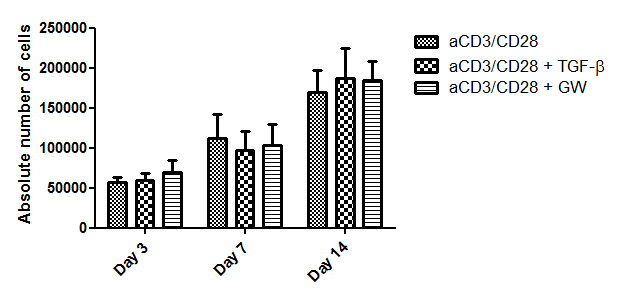 Absolute number of cells
250000
200000
150000
100000
50000
0
Day 3
Day 7
Day 14
aCD3/CD28
aCD3/CD28 + TGF-β
aCD3/CD28 + GW